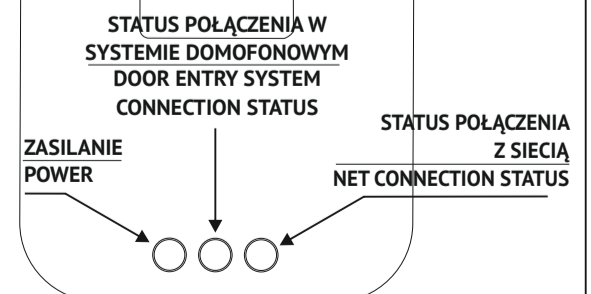 STATUS POŁĄCZENIA W
SYSTEMIE DOMOFONOWYM
DOOR ENTRY SYSTEM
CONNECTION STATUS
ZASILANIE
POWER
STATUS POŁĄCZENIA
Z SIECIĄ
NET CONNECTION STATUS